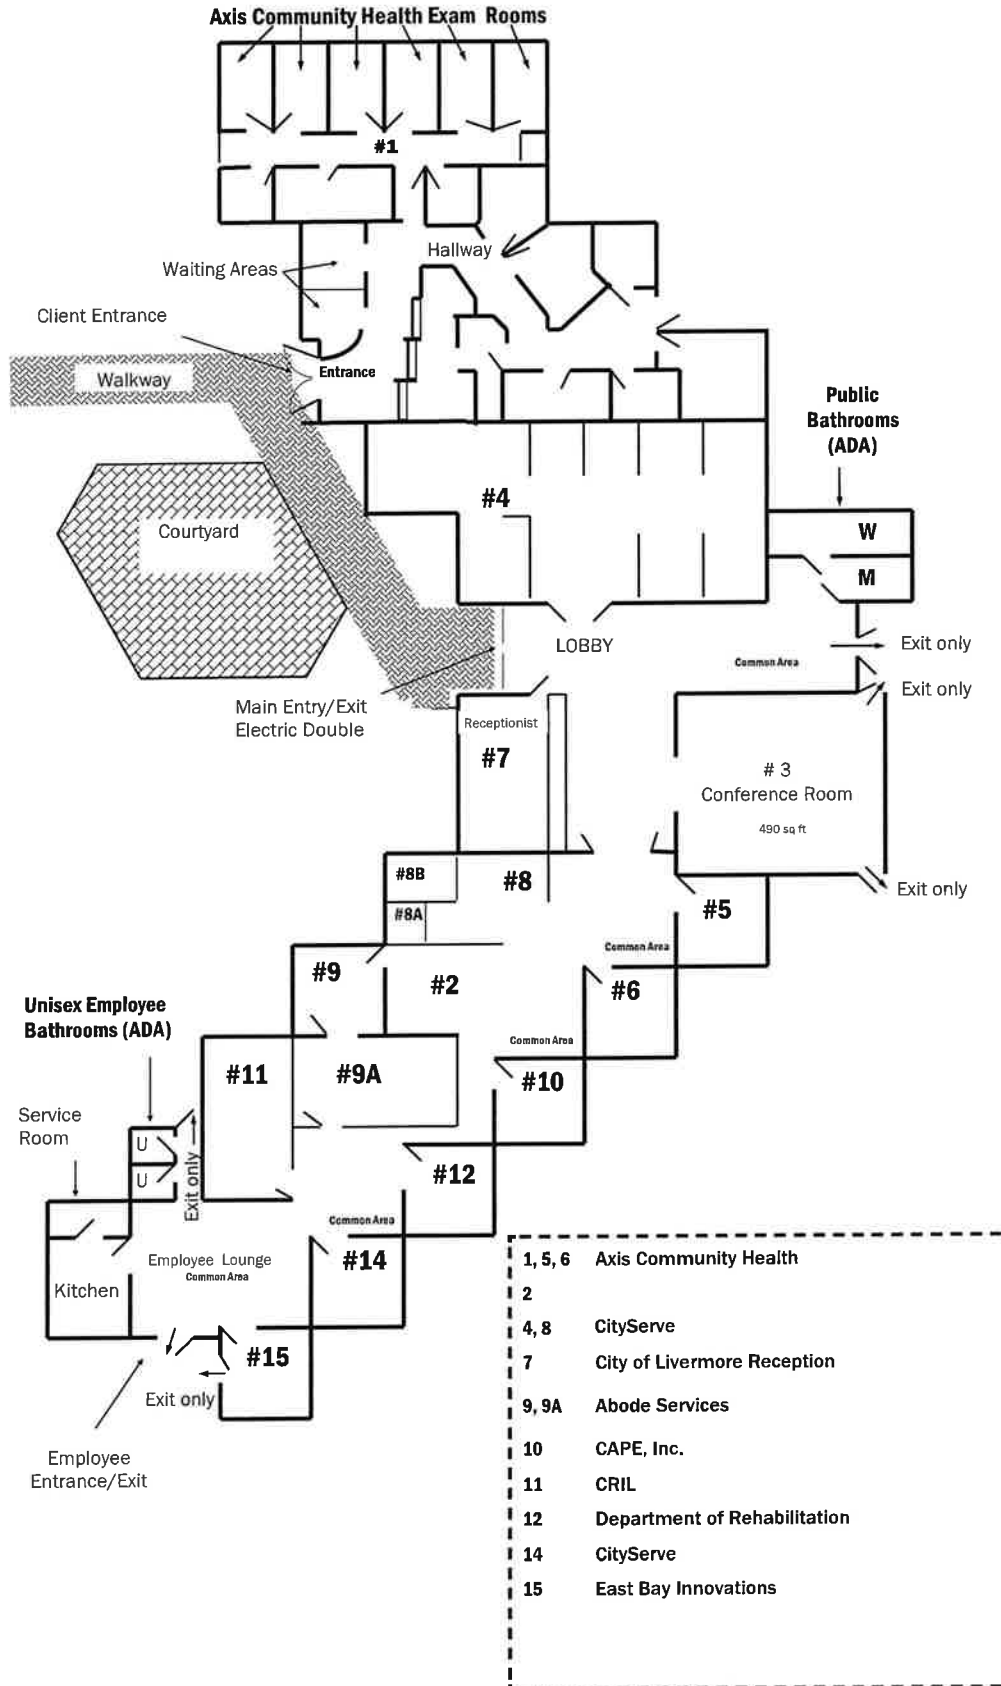 Axis Community Health Exam Rooms
#1
Hallway
Waiting Areas
Client Entrance
Entrance
Walkway
Public
Bathrooms
(ADA)
#4
Courtyard
W
M
LOBBY
Exit only
Common Area
Exit only
Main Entry/Exit
Electric Double
Receptionist
#7
# 3
Conference Room
490 sq ft
#8B
#8
Exit only
#8A
#5
Common Area
#9
#2
#6
Unisex Employee
Bathrooms (ADA)
Common Area
#11
#9A
#10
Service
Room
U
U
Exit only
#12
Common Area
Employee Lounge
Common Area
#14
Kitchen
#15
Exit only
Employee
Entrance/Exit
1, 5, 6 Axis Community Health
2
4, 8 CityServe
7 City of Livermore Reception
9, 9A Abode Services
10 CAPE, Inc.
11 CRIL
12 Department of Rehabilitation
14 CityServe
15 East Bay Innovations